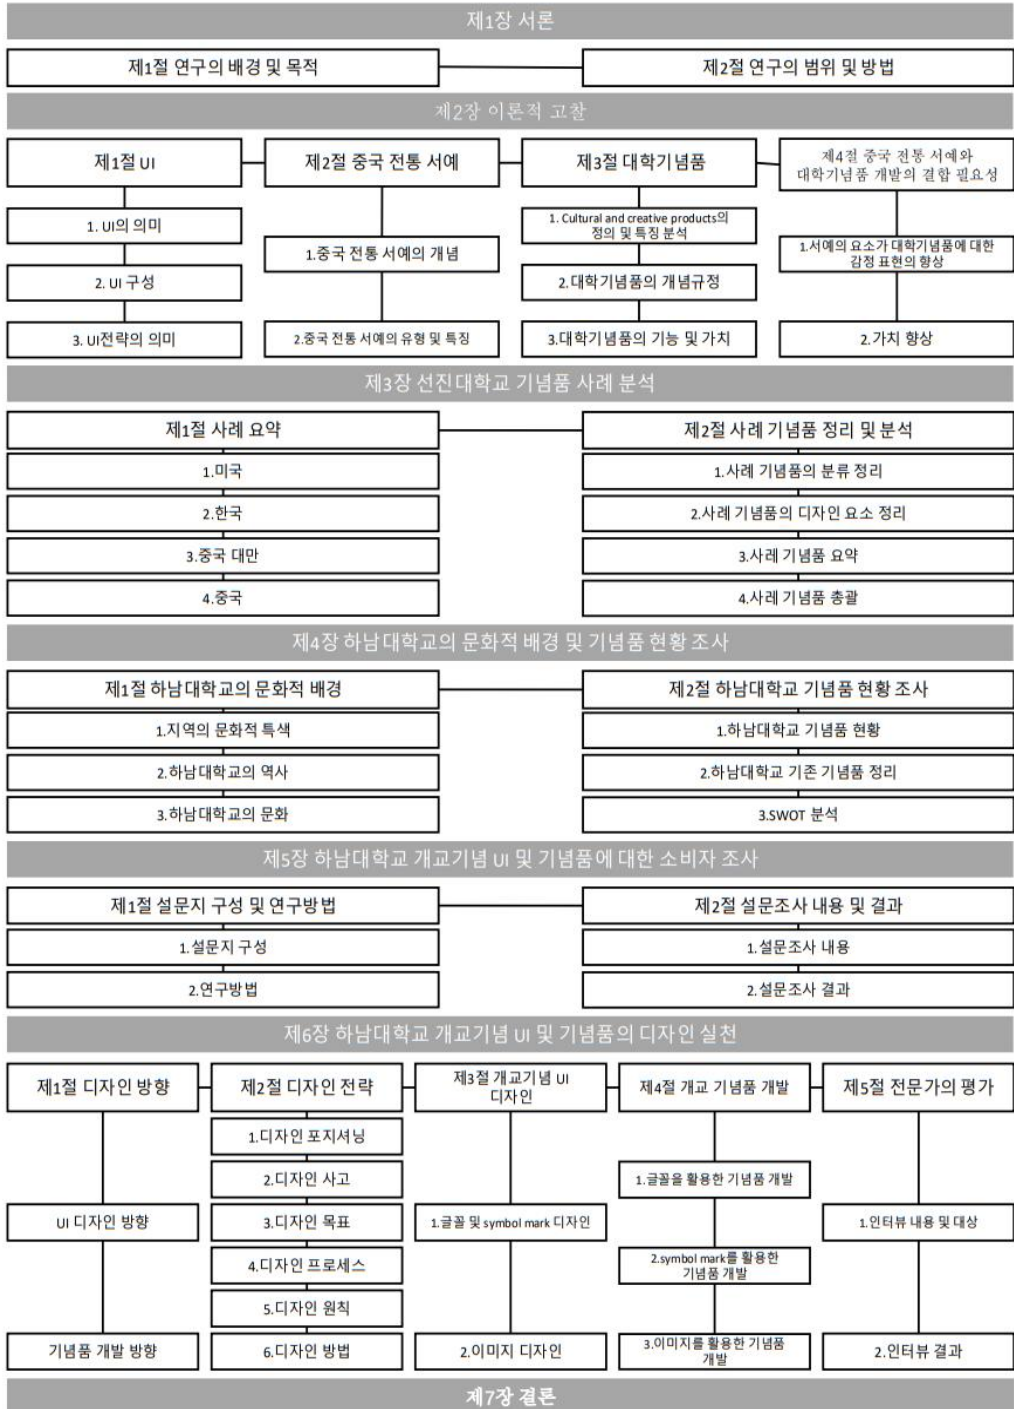 제1장 서론
제1절 연구의 배경 및 목적
제2절 연구의 범위 및 방법
제2장 이론적 고찰
제1절 UI
제2절 중국 전통 서예
제3절 대학기념품
제4절 중국 전통 서예와
대학기념품 개발의 결합 필요성
1. UI의 의미
2. UI 구성
3. UI전략의 의미
1.중국 전통 서예의 개념
2.중국 전통 서예의 유형 및 특징
1. Cultural and creative products의
정의 및 특징 분석
2.대학기념품의 개념규정
3.대학기념품의 기능 및 가치
1.서예의 요소가 대학기념품에 대한
감정 표현의 향상
2.가치 향상
제3장 선진대학교 기념품 사례 분석
제1절 사례 요약
제2절 사례 기념품 정리 및 분석
1.미국
2.한국
3.중국 대만
4.중국
1.사례 기념품의 분류 정리
2.사례 기념품의 디자인 요소 정리
3.사레 기념품 요약
4.사레 기념품 총괄
제4장 하남대학교의 문화적 배경 및 기념품 현황 조사
제1절 하남대학교의 문화적 배경
제2절 하남대학교 기념품 현황 조사
1.지역의 문화적 특색
2.하남대학교의 역사
3.하남대학교의 문화
1.하남대학교 기념품 현황
2.하남대학교 기존 기념품 정리
3.SWOT 분석
제5장 하남대학교 개교기념 UI 및 기념품에 대한 소비자 조사
제1절 설문지 구성 및 연구방법
제2절 설문조사 내용 및 결과
1.설문지 구성
2.연구방법
1.설문조사 내용
2.설문조사 결과
제6장 하남대학교 개교기념 UI 및 기념품의 디자인 실천
제1절 디자인 방향
제2절 디자인 전략
제3절 개교기념 UI
디자인
제4절 개교 기념품 개발
제5절 전문가의 평가
UI 디자인 방향
기념품 개발 방향
1.디자인 포지셔닝
2.디자인 사고
3.디자인 목표
4.디자인 프로세스
5.디자인 원칙
6.디자인 방법
1.글꼴 및 symbol mark 디자인
2.이미지 디자인
1.글꼴을 활용한 기념품 개발
2.symbol mark를 활용한
기념품 개발
3.이미지를 활용한 기념품
개발
1.인터뷰 내용 및 대상
2.인터뷰 결과
제7장 결론